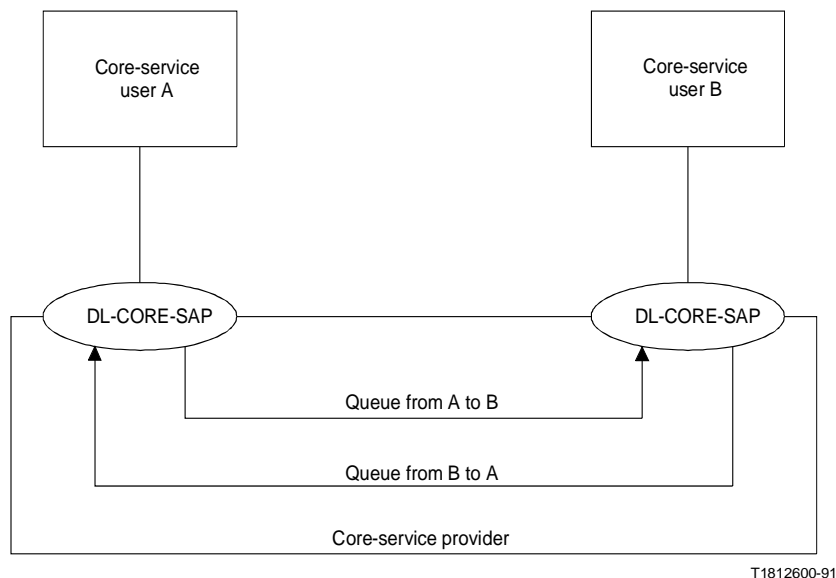 Core-service
user A
Core-service
user B
DL-CORE-SAP
DL-CORE-SAP
Queue from A to B
Queue from B to A
Core-service provider
T1812600-91